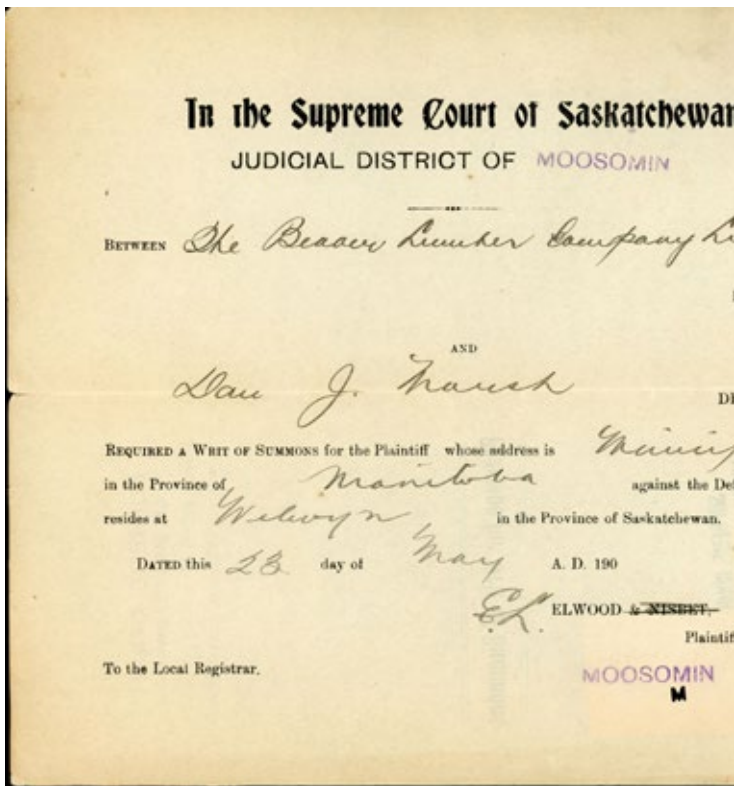 In the Supreme Court of Saskatchewan
JUDICIAL DISTRICT OF MOOSOMIN
BETWEEN The Beaver Lumber Company
AND
Dan J. Marsh
REQUIRED A WRIT OF SUMMONS for the Plaintiff whose address is
in the Province of Manitoba against the
resides at Welwyn in the Province of Saskatchewan.
DATED this 23 day of May A. D. 190
E.L. ELWOOD & NISBET,
Plaintif
To the Local Registrar,
MOOSOMIN
M